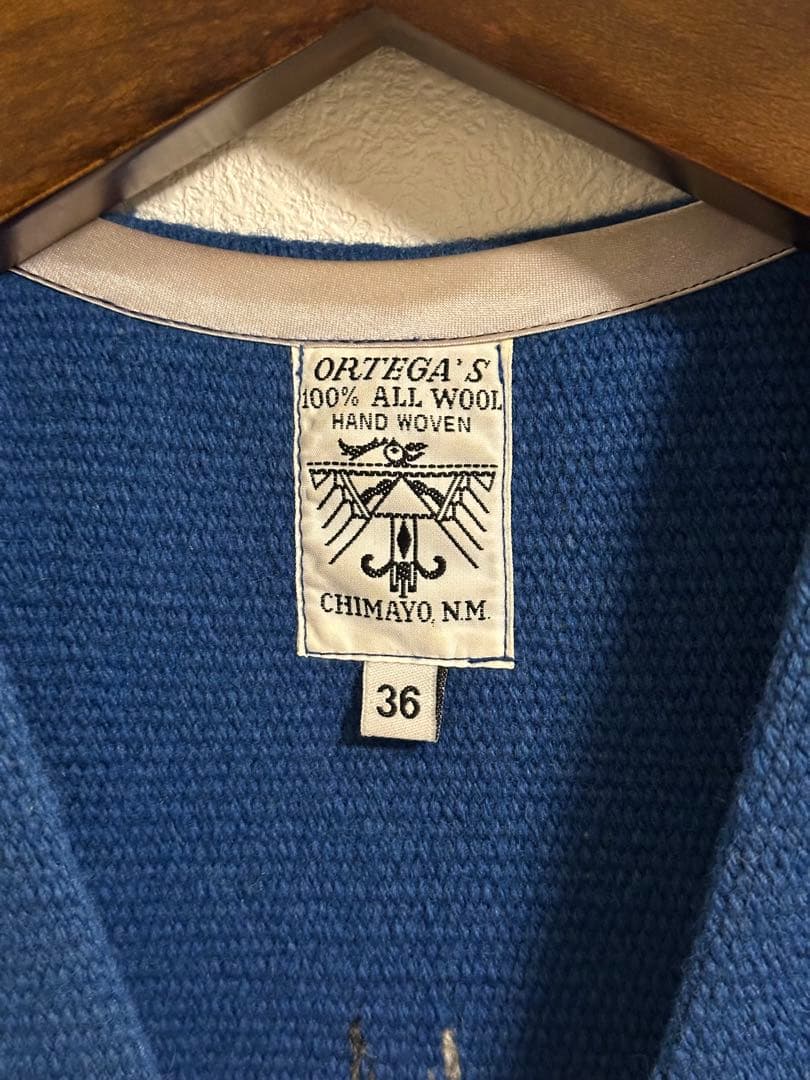 ORTEGA'S
100% ALL WOOL
HAND WOVEN
CHIMAYO, N.M.
36